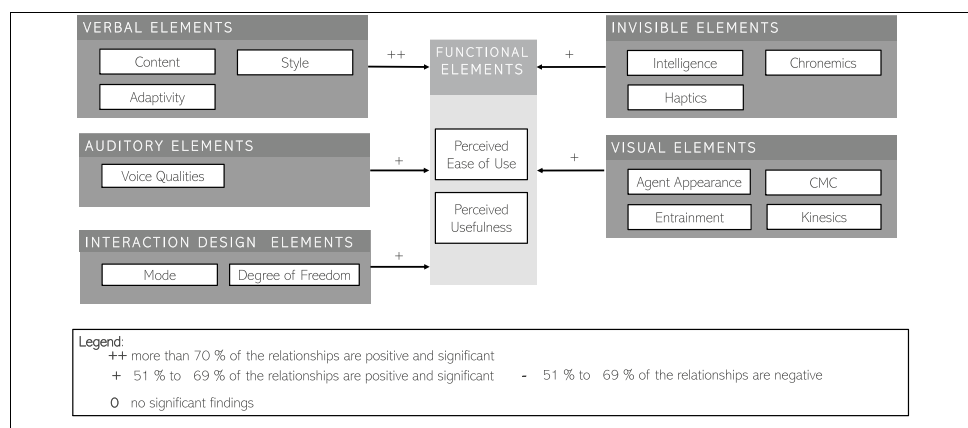 VERBAL ELEMENTS
Content
Style
Adaptivity
++
AUDITORY ELEMENTS
Voice Qualities
+
INTERACTION DESIGN ELEMENTS
Mode
Degree of Freedom
+
FUNCTIONAL
ELEMENTS
Perceived
Ease of Use
Perceived
Usefulness
INVISIBLE ELEMENTS
Intelligence
Chronemics
Haptics
+
VISUAL ELEMENTS
Agent Appearance
CMC
Entrainment
Kinesics
+
Legend:
++ more than 70 % of the relationships are positive and significant
+ 51 % to 69 % of the relationships are positive and significant - 51 % to 69 % of the relationships are negative
0 no significant findings